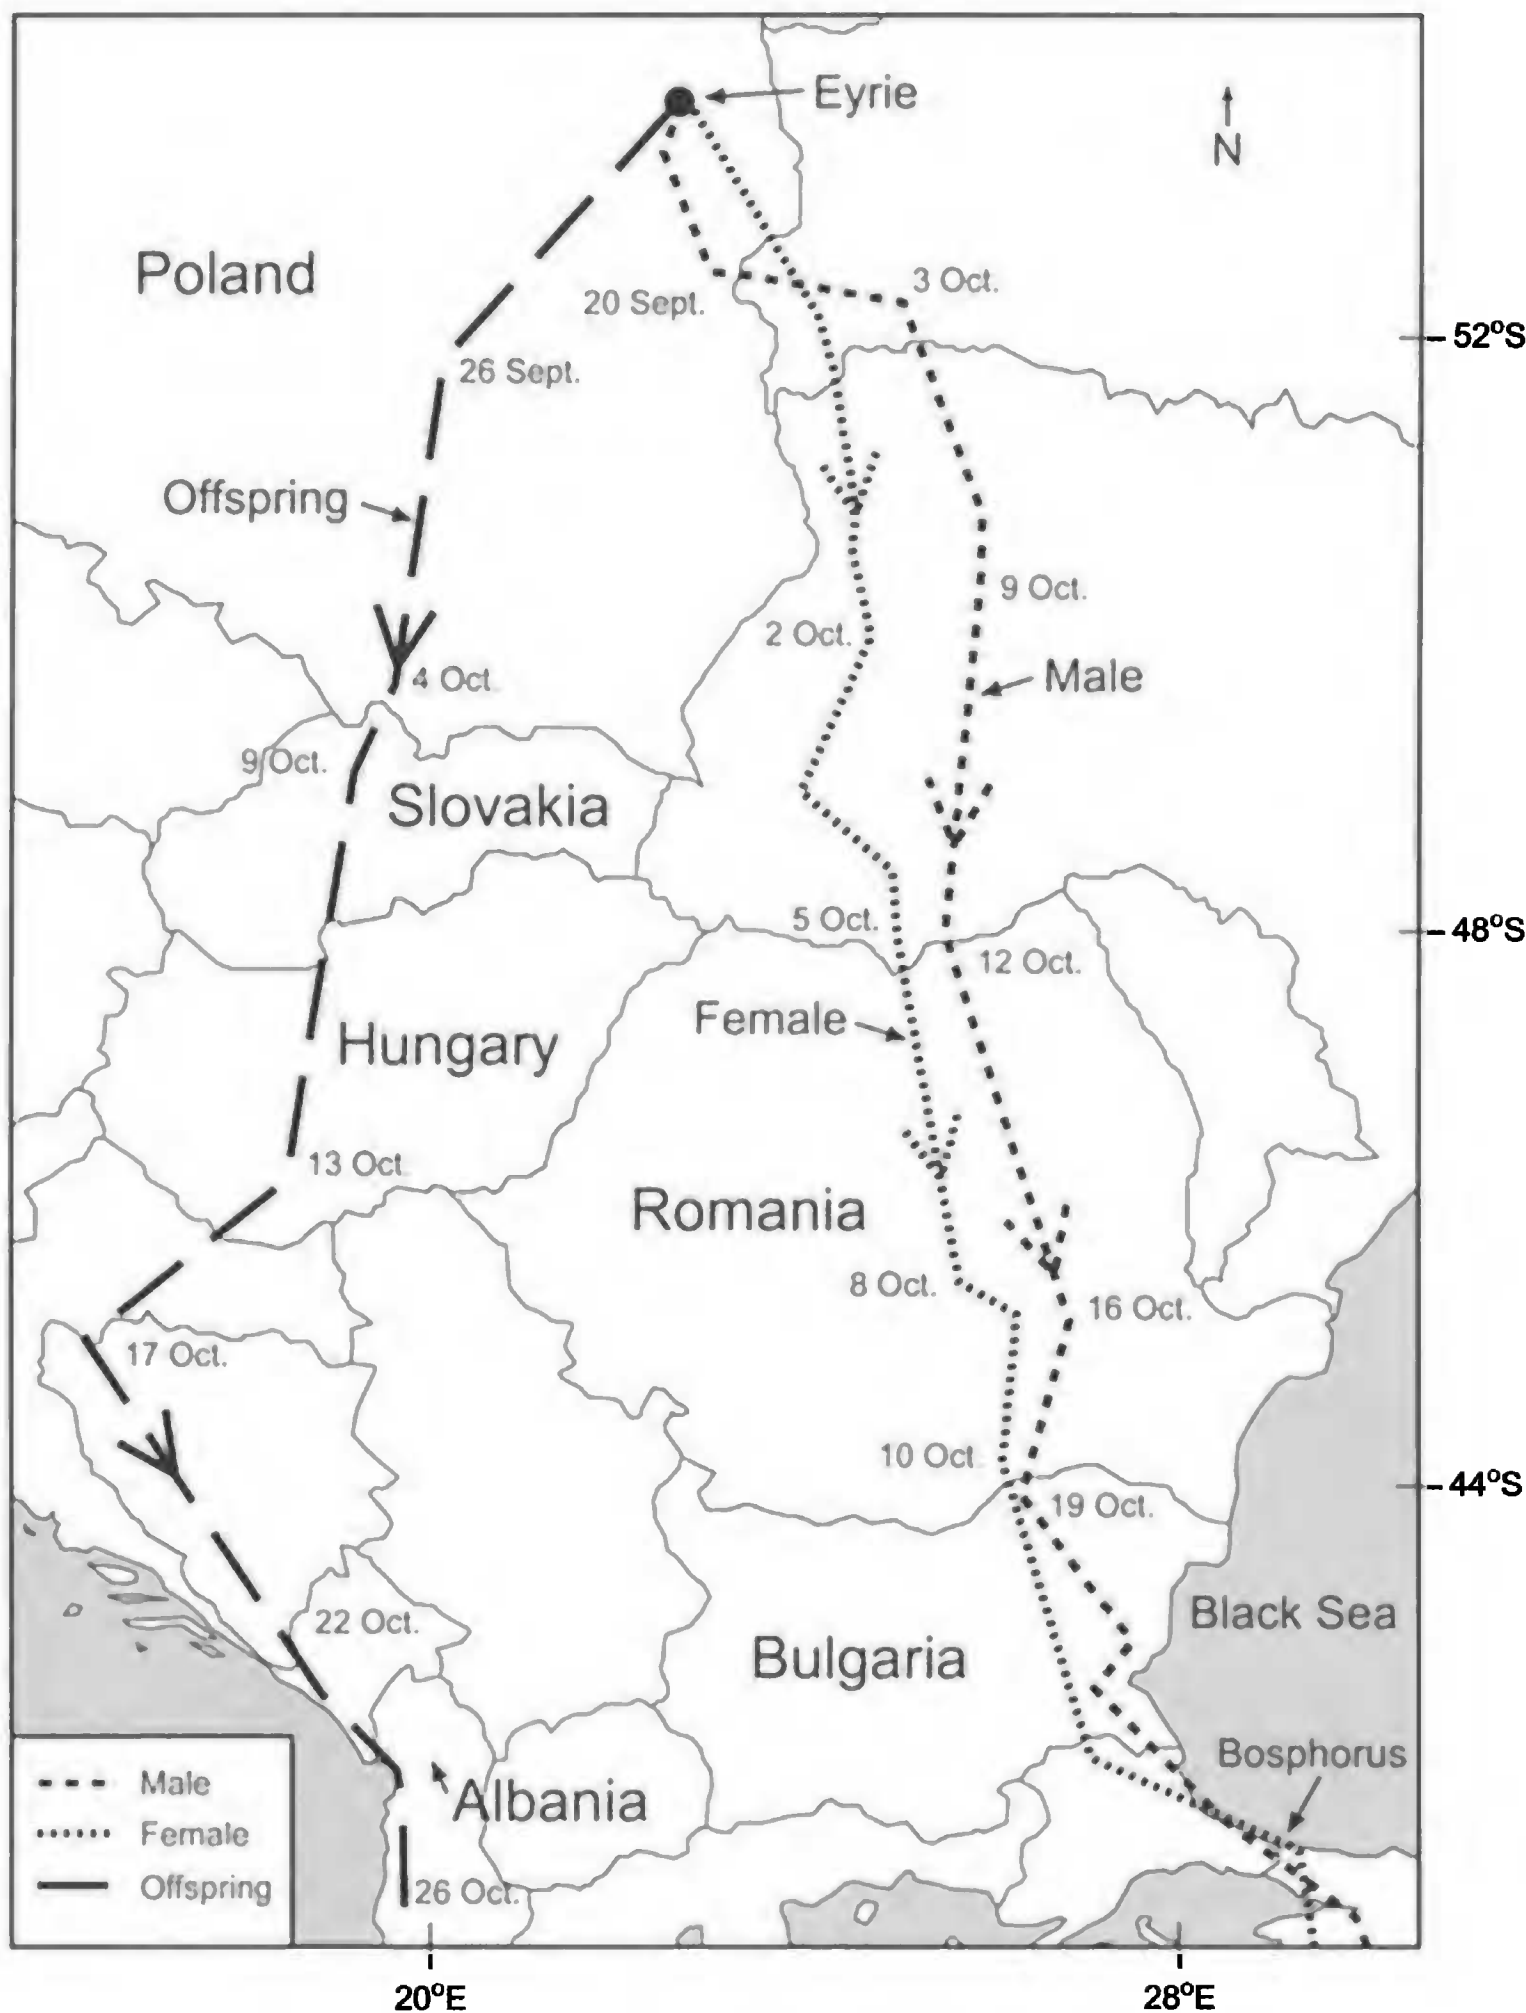 Eyrie
N
Poland
3 Oct.
20 Sept.
52°S
26 Sept.
Offspring
9 Oct.
2 Oct.
Male
4 Oct.
9 Oct.
Slovakia
5 Oct.
48°S
12 Oct.
Female
Hungary
13 Oct.
Romania
8 Oct.
16 Oct.
17 Oct.
10 Oct.
44°S
19 Oct.
22 Oct.
Black Sea
Bulgaria
Bosphorus
Male
Albania
Female
Offspring
26 Oct.
20°E
28°E